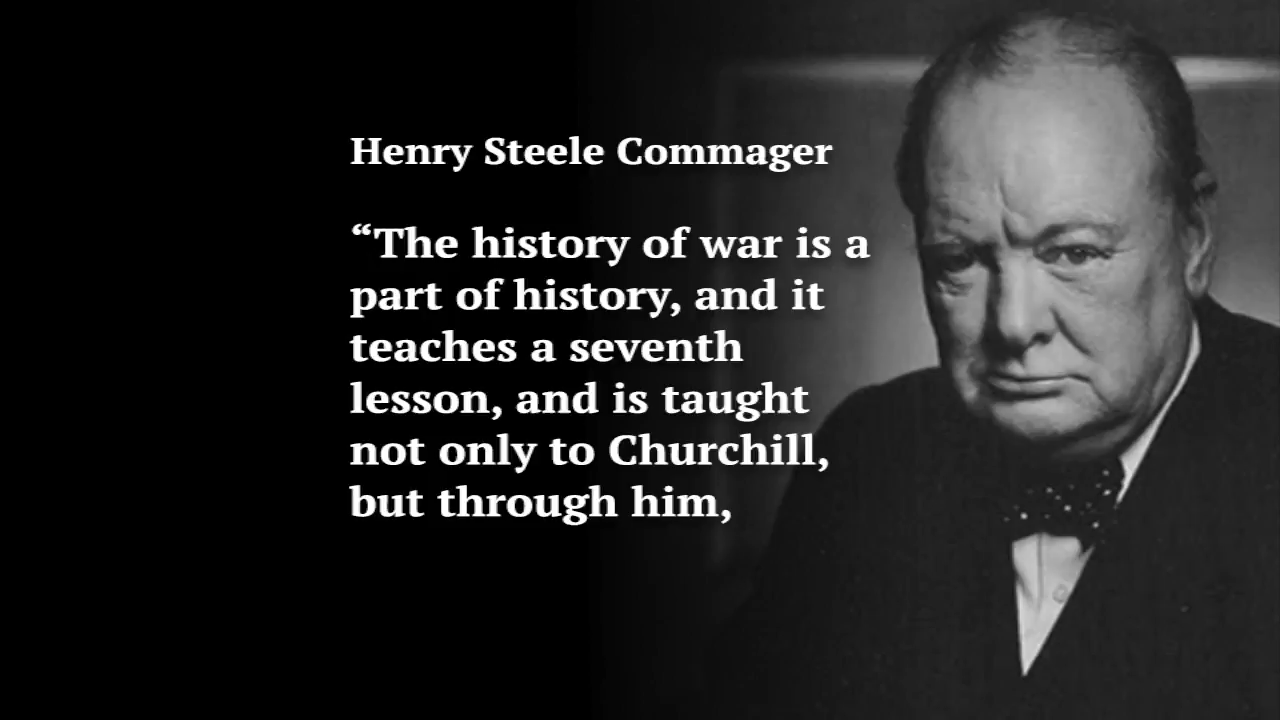 Henry Steele Commager
“The history of war is a
part of history, and it
teaches a seventh
lesson, and is taught
not only to Churchill,
but through him,